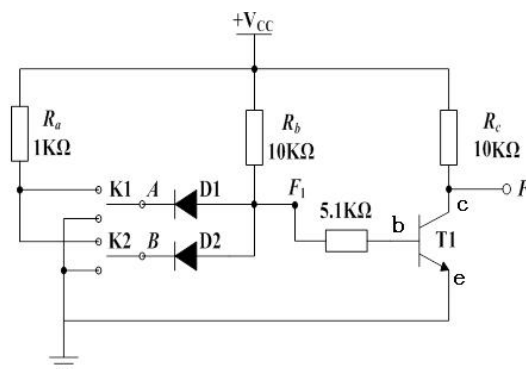 +VCC
Ra
1KΩ
Rb
10KΩ
Rc
10KΩ
K1 A D1
F1
F
5.1KΩ
c
b
T1
K2 B D2
e